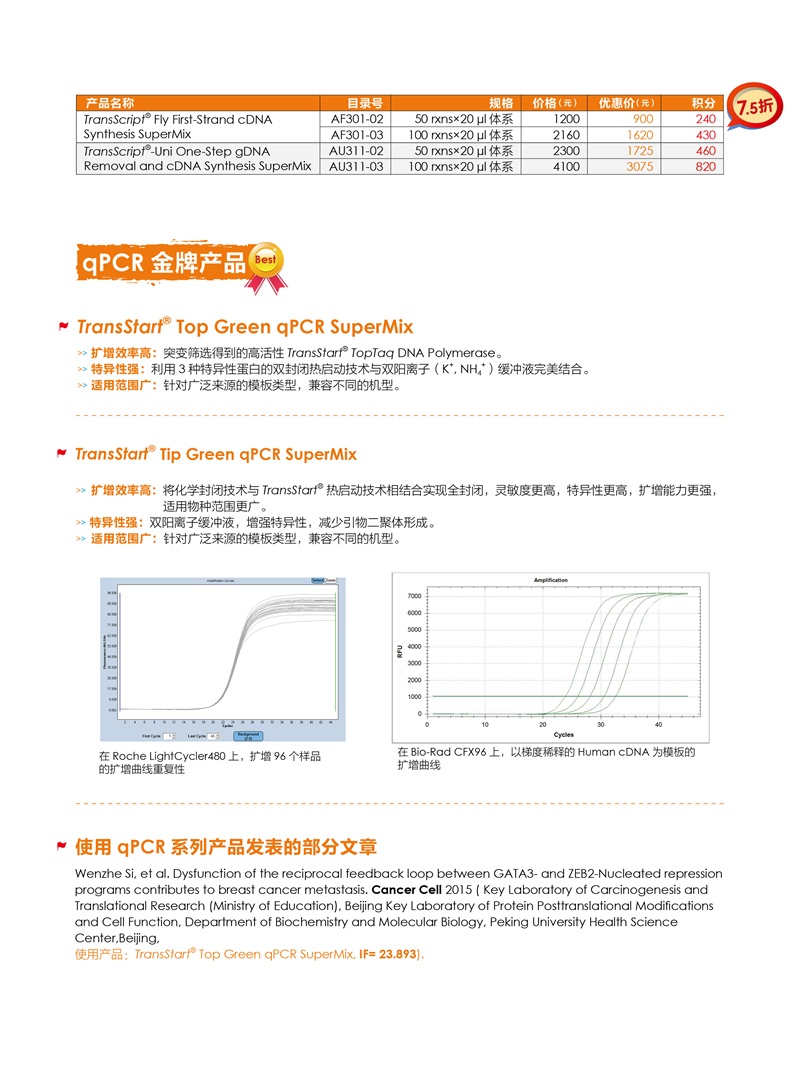 产品名称 目录号 规格 价格（元） 优惠价（元） 积分
7.5折
TransScript® Fly First-Strand cDNA AF301-02 50 rxns×20 μl 体系 1200 900 240
Synthesis SuperMix AF301-03 100 rxns×20 μl 体系 2160 1620 430
TransScript®-Uni One-Step gDNA AU311-02 50 rxns×20 μl 体系 2300 1725 460
Removal and cDNA Synthesis SuperMix AU311-03 100 rxns×20 μl 体系 4100 3075 820
qPCR 金牌产品 Best
TransStart® Top Green qPCR SuperMix
>> 扩增效率高：突变筛选得到的高活性 TransStart® TopTaq DNA Polymerase。
>> 特异性强：利用 3 种特异性蛋白的双封闭热启动技术与双阳离子（K⁺, NH₄⁺）缓冲液完美结合。
>> 适用范围广：针对广泛来源的模板类型，兼容不同的机型。
TransStart® Tip Green qPCR SuperMix
>> 扩增效率高：将化学封闭技术与 TransStart® 热启动技术相结合实现全封闭，灵敏度更高，特异性更高，扩增能力更强，
适用物种范围更广。
>> 特异性强：双阳离子缓冲液，增强特异性，减少引物二聚体形成。
>> 适用范围广：针对广泛来源的模板类型，兼容不同的机型。
Amplification Curves
Cycles
First Cycle 1 Last Cycle 45 Background
在 Roche LightCycler480 上，扩增 96 个样品
的扩增曲线重复性
Amplification
RFU
7000
6000
5000
4000
3000
2000
1000
0
0 10 20 30 40
Cycles
在 Bio-Rad CFX96 上，以梯度稀释的 Human cDNA 为模板的
扩增曲线
使用 qPCR 系列产品发表的部分文章
Wenzhe Si, et al. Dysfunction of the reciprocal feedback loop between GATA3- and ZEB2-Nucleated repression
programs contributes to breast cancer metastasis. Cancer Cell 2015 ( Key Laboratory of Carcinogenesis and
Translational Research (Ministry of Education), Beijing Key Laboratory of Protein Posttranslational Modifications
and Cell Function, Department of Biochemistry and Molecular Biology, Peking University Health Science
Center,Beijing,
使用产品：TransStart® Top Green qPCR SuperMix, IF= 23.893).